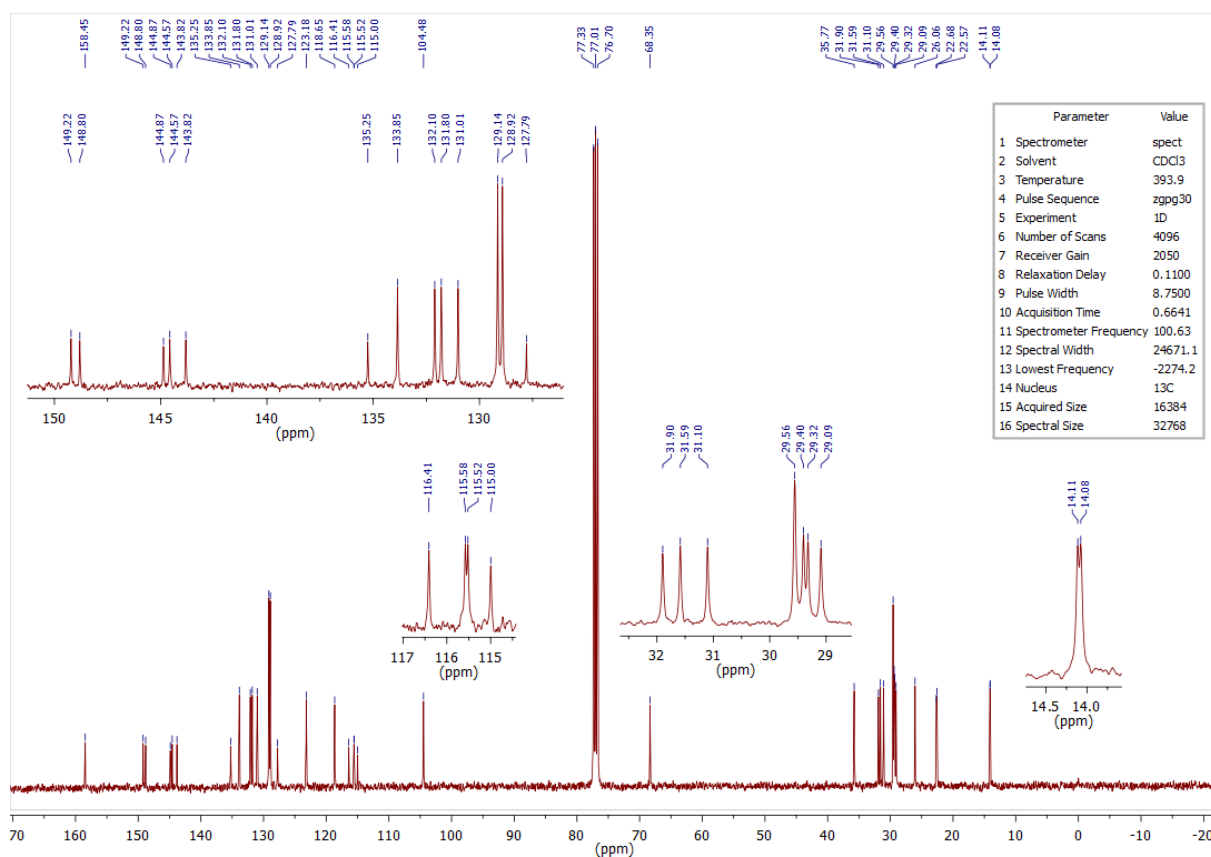 158.45
149.22
148.80
144.87
144.57
143.82
135.25
133.85
132.10
131.80
131.01
129.14
128.92
127.79
123.18
118.65
116.41
115.58
115.52
115.00
104.48
77.33
77.01
76.70
68.35
35.77
31.90
31.59
31.10
29.56
29.40
29.32
29.09
26.06
22.68
22.57
14.11
14.08
149.22
148.80
144.87
144.57
143.82
135.25
133.85
132.10
131.80
131.01
129.14
128.92
127.79
150 145 140 135 130
(ppm)
Parameter Value
1 Spectrometer spect
2 Solvent CDCl3
3 Temperature 393.9
4 Pulse Sequence zgpg30
5 Experiment 1D
6 Number of Scans 4096
7 Receiver Gain 2050
8 Relaxation Delay 0.1100
9 Pulse Width 8.7500
10 Acquisition Time 0.6641
11 Spectrometer Frequency 100.63
12 Spectral Width 24671.1
13 Lowest Frequency -2274.2
14 Nucleus 13C
15 Acquired Size 16384
16 Spectral Size 32768
116.41
115.58
115.52
115.00
117 116 115
(ppm)
31.90
31.59
31.10
29.56
29.40
29.32
29.09
32 31 30 29
(ppm)
14.11
14.08
14.5 14.0
(ppm)
70 160 150 140 130 120 110 100 90 80 70 60 50 40 30 20 10 0 -10 -20
(ppm)